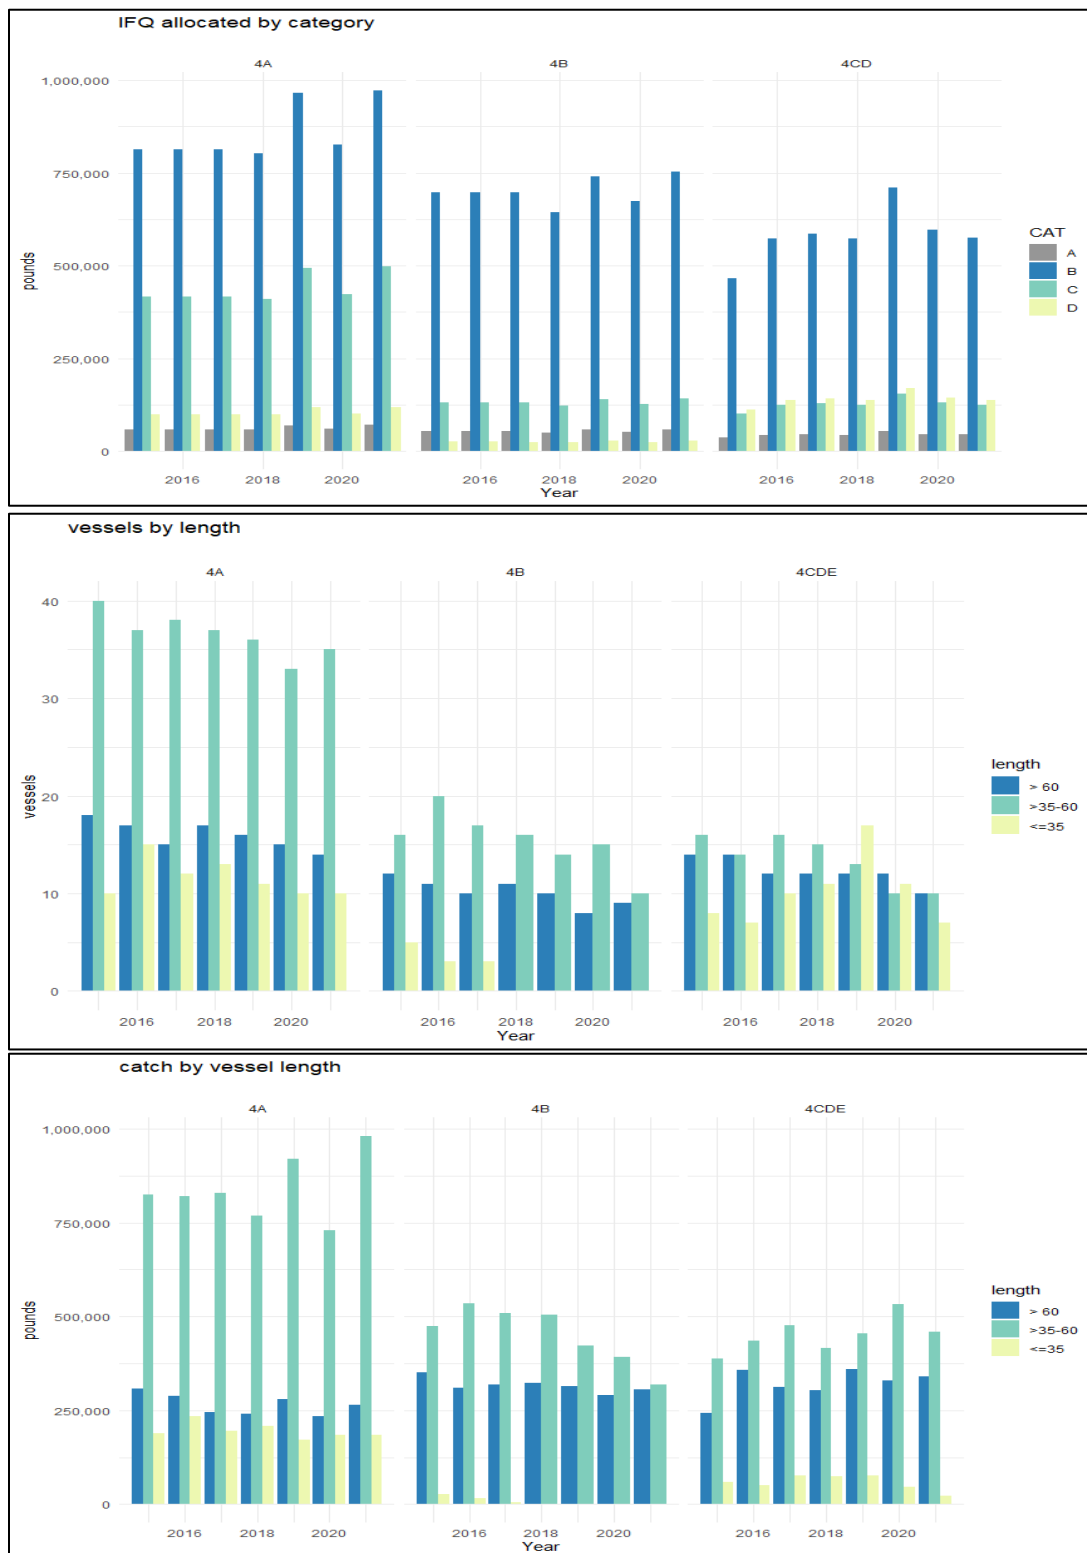 IFQ allocated by category
4A 4B 4CD
1,000,000
750,000
500,000
250,000
0
pounds
2016 2018 2020 2016 2018 2020 2016 2018 2020
Year
CAT
A
B
C
D
vessels by length
4A 4B 4CDE
40
30
20
10
0
vessels
2016 2018 2020 2016 2018 2020 2016 2018 2020
Year
length
> 60
>35-60
<=35
catch by vessel length
4A 4B 4CDE
1,000,000
750,000
500,000
250,000
0
pounds
2016 2018 2020 2016 2018 2020 2016 2018 2020
Year
length
> 60
>35-60
<=35